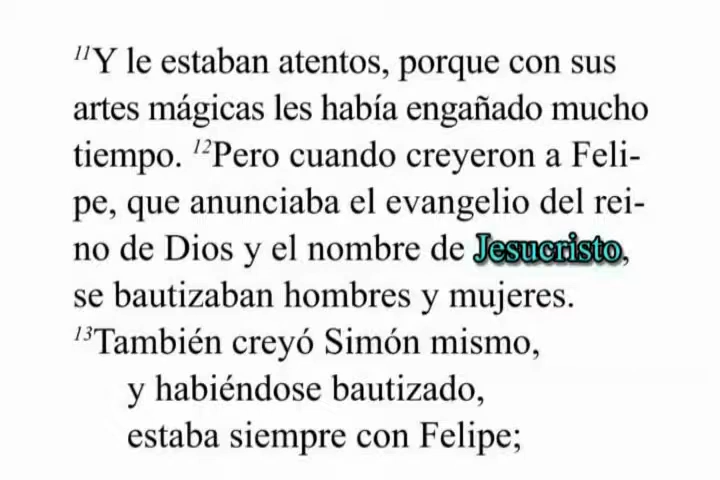 ¹¹Y le estaban atentos, porque con sus
artes mágicas les había engañado mucho
tiempo. ¹²Pero cuando creyeron a Feli-
pe, que anunciaba el evangelio del rei-
no de Dios y el nombre de Jesucristo,
se bautizaban hombres y mujeres.
¹³También creyó Simón mismo,
y habiéndose bautizado,
estaba siempre con Felipe;